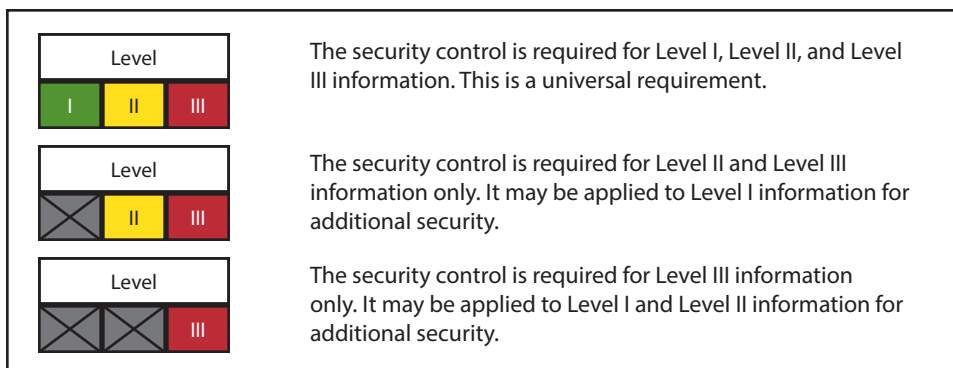 Level
I II III
The security control is required for Level I, Level II, and Level
III information. This is a universal requirement.
Level
II III
The security control is required for Level II and Level III
information only. It may be applied to Level I information for
additional security.
Level
III
The security control is required for Level III information
only. It may be applied to Level I and Level II information for
additional security.